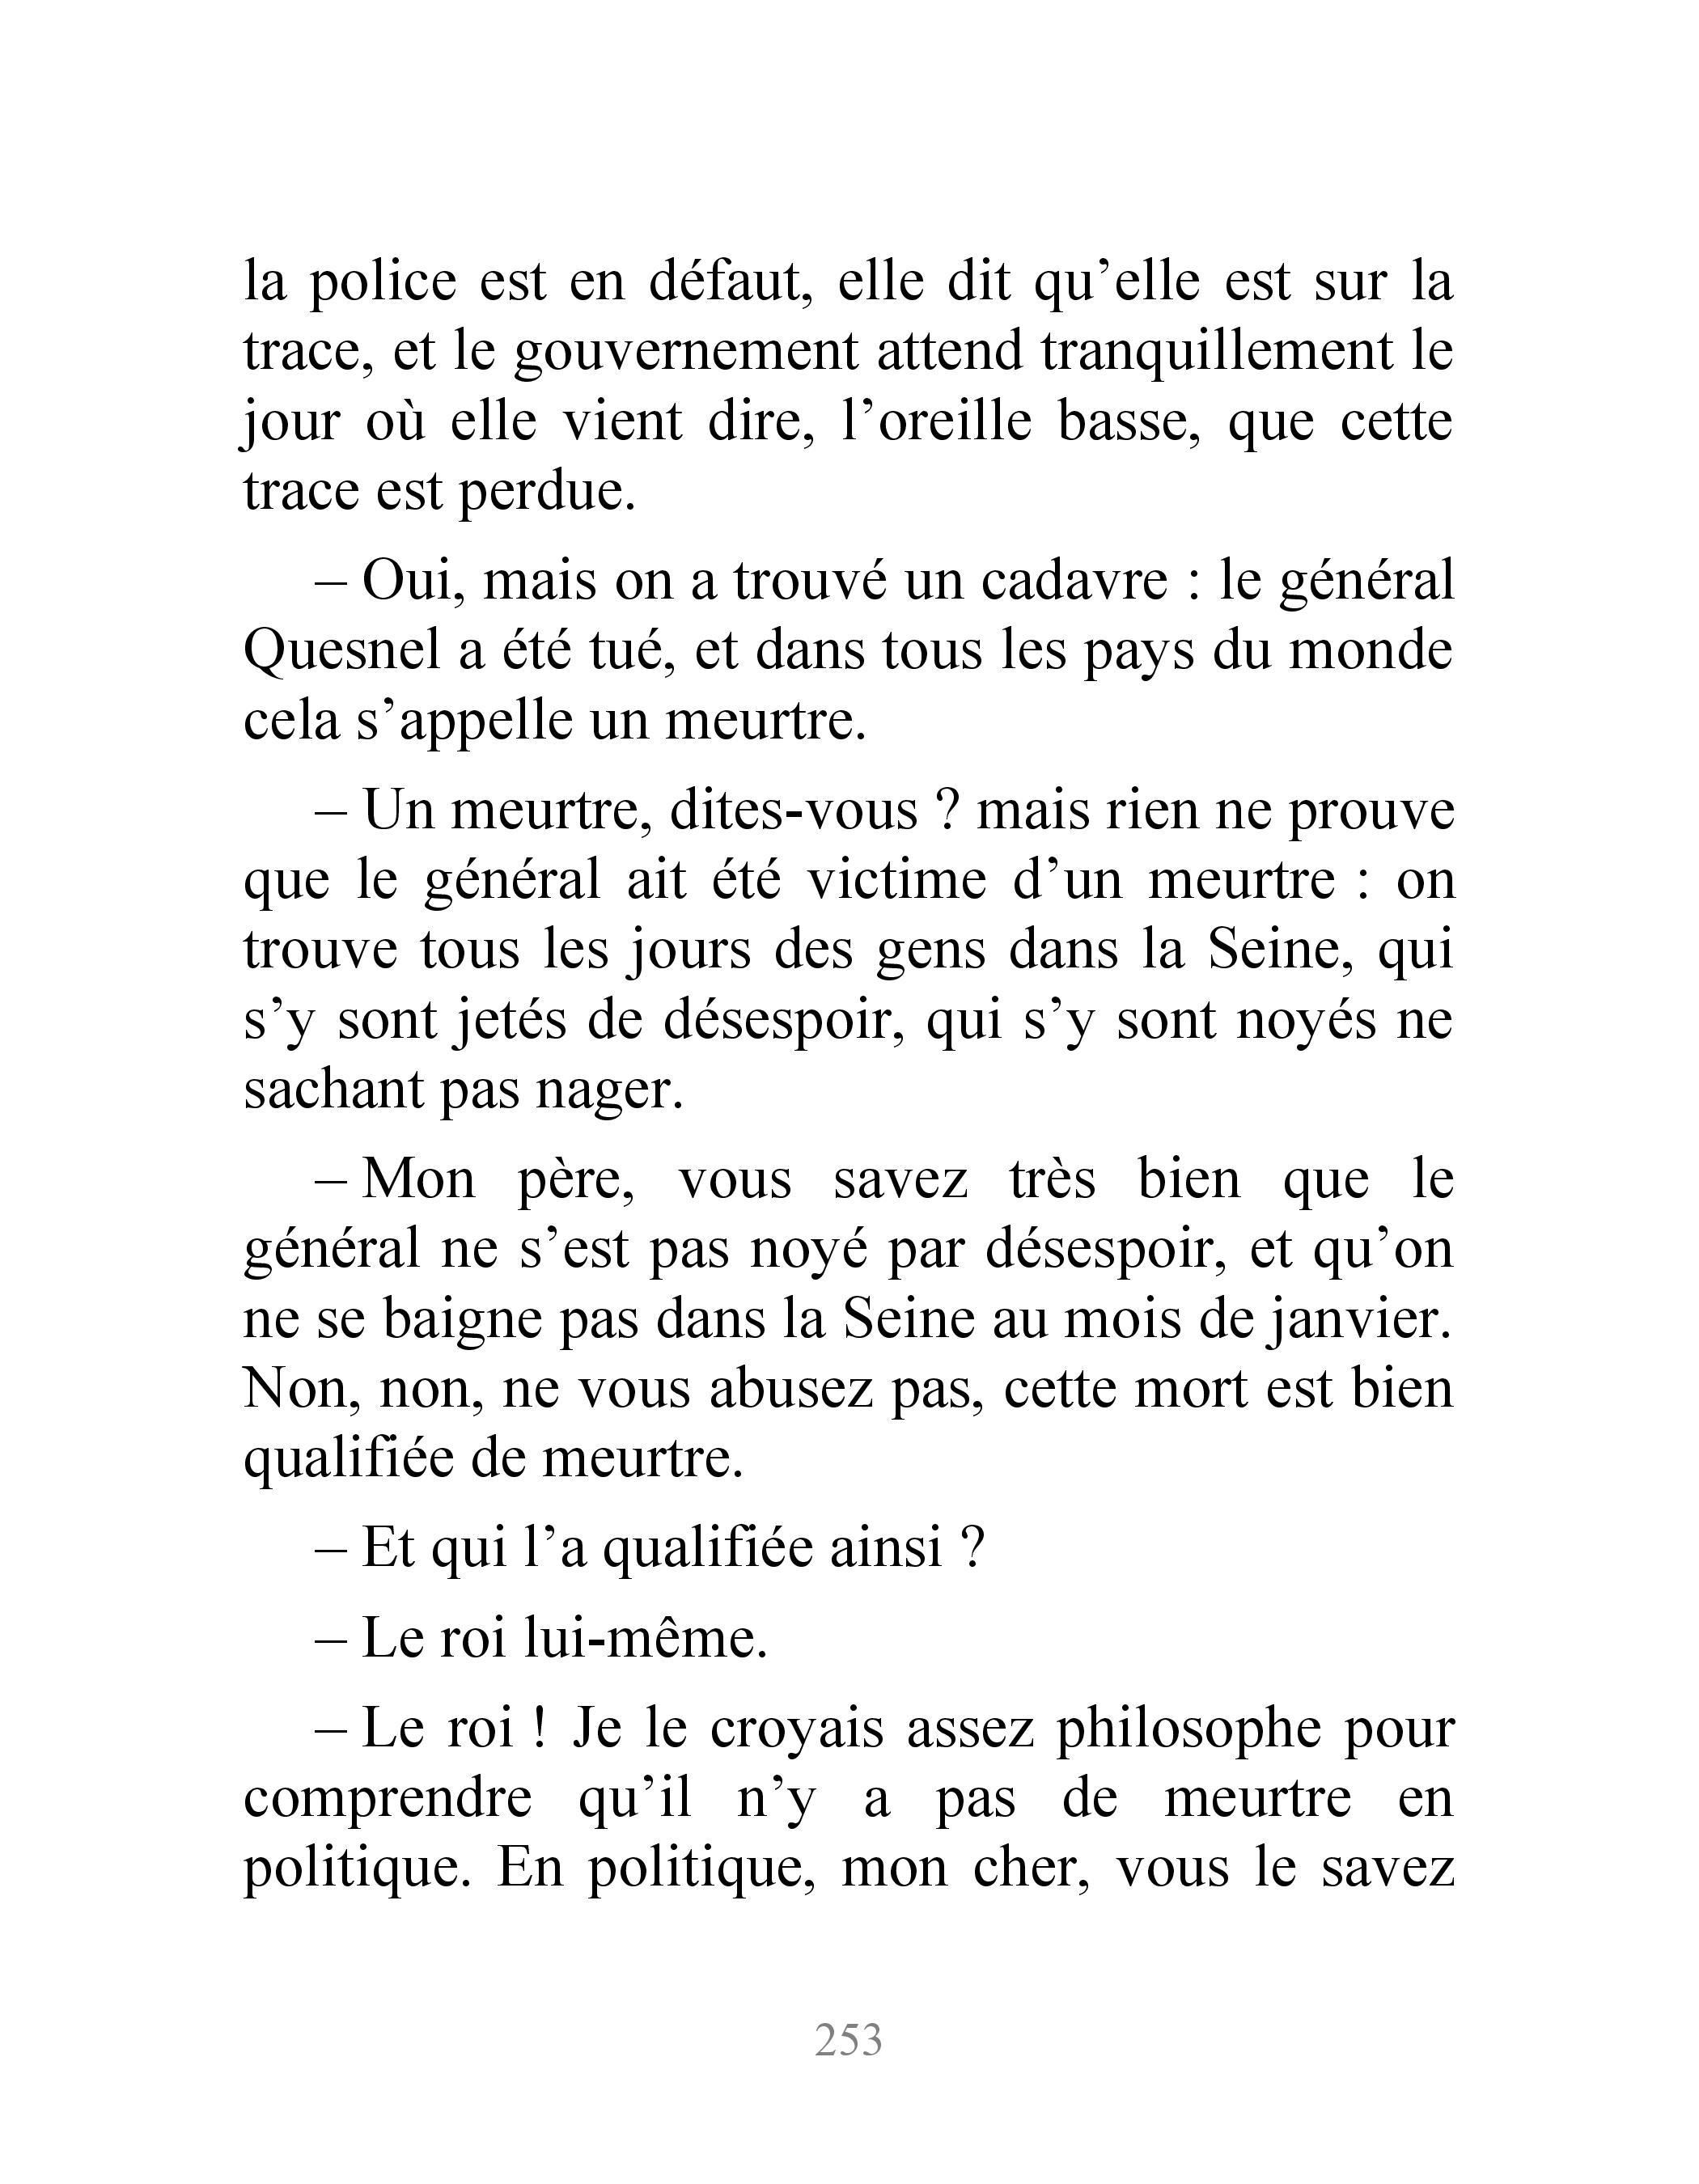 la police est en défaut, elle dit qu’elle est sur la
trace, et le gouvernement attend tranquillement le
jour où elle vient dire, l’oreille basse, que cette
trace est perdue.
– Oui, mais on a trouvé un cadavre : le général
Quesnel a été tué, et dans tous les pays du monde
cela s’appelle un meurtre.
– Un meurtre, dites-vous ? mais rien ne prouve
que le général ait été victime d’un meurtre : on
trouve tous les jours des gens dans la Seine, qui
s’y sont jetés de désespoir, qui s’y sont noyés ne
sachant pas nager.
– Mon père, vous savez très bien que le
général ne s’est pas noyé par désespoir, et qu’on
ne se baigne pas dans la Seine au mois de janvier.
Non, non, ne vous abusez pas, cette mort est bien
qualifiée de meurtre.
– Et qui l’a qualifiée ainsi ?
– Le roi lui-même.
– Le roi ! Je le croyais assez philosophe pour
comprendre qu’il n’y a pas de meurtre en
politique. En politique, mon cher, vous le savez
253